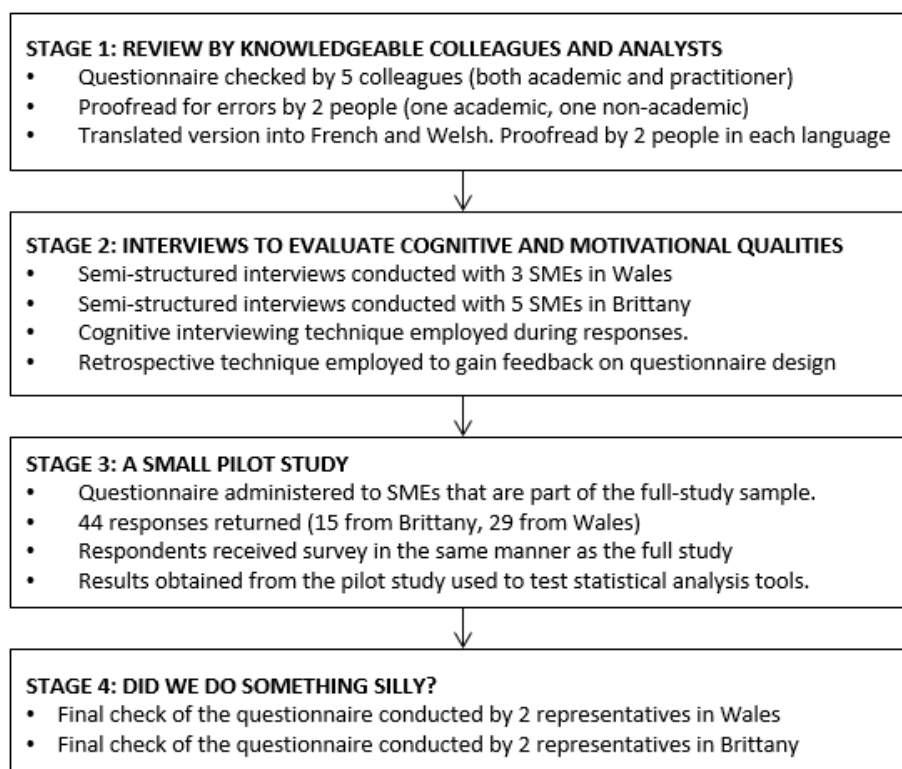 STAGE 1: REVIEW BY KNOWLEDGEABLE COLLEAGUES AND ANALYSTS
• Questionnaire checked by 5 colleagues (both academic and practitioner)
• Proofread for errors by 2 people (one academic, one non-academic)
• Translated version into French and Welsh. Proofread by 2 people in each language
STAGE 2: INTERVIEWS TO EVALUATE COGNITIVE AND MOTIVATIONAL QUALITIES
• Semi-structured interviews conducted with 3 SMEs in Wales
• Semi-structured interviews conducted with 5 SMEs in Brittany
• Cognitive interviewing technique employed during responses.
• Retrospective technique employed to gain feedback on questionnaire design
STAGE 3: A SMALL PILOT STUDY
• Questionnaire administered to SMEs that are part of the full-study sample.
• 44 responses returned (15 from Brittany, 29 from Wales)
• Respondents received survey in the same manner as the full study
• Results obtained from the pilot study used to test statistical analysis tools.
STAGE 4: DID WE DO SOMETHING SILLY?
• Final check of the questionnaire conducted by 2 representatives in Wales
• Final check of the questionnaire conducted by 2 representatives in Brittany